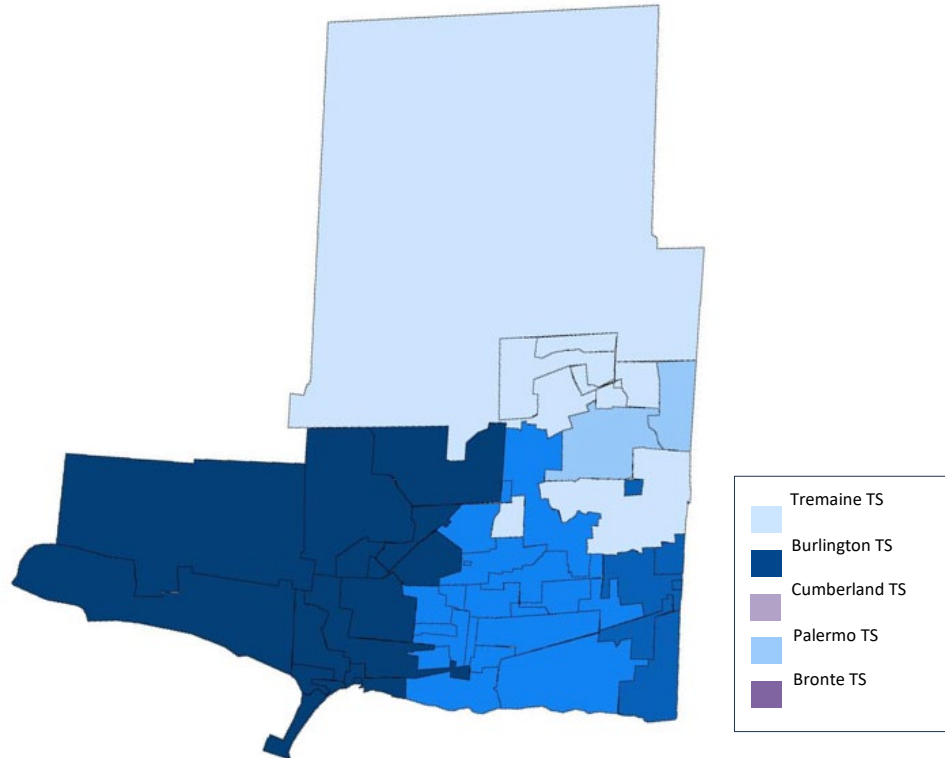 Tremaine TS
Burlington TS
Cumberland TS
Palermo TS
Bronte TS